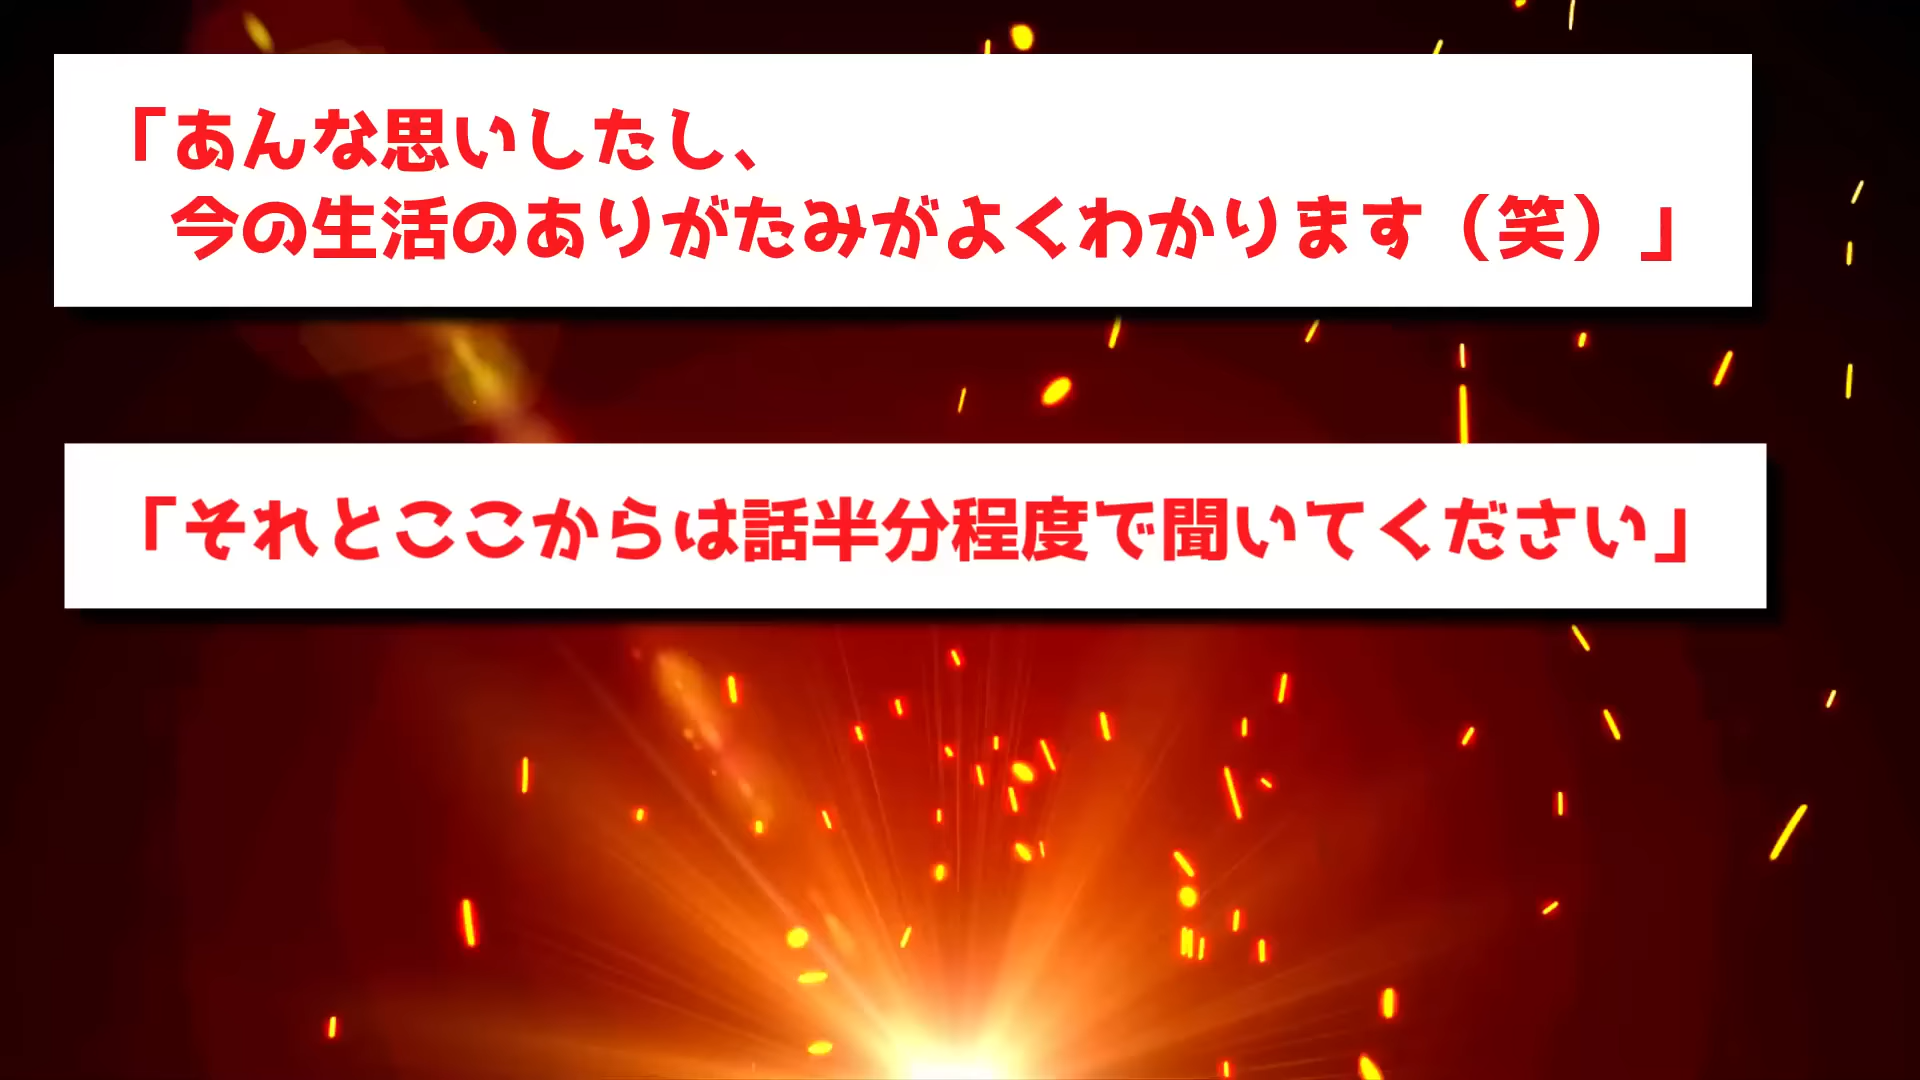 「あんな思いしたし、
今の生活のありがたみがよくわかります（笑）」
「それとここからは話半分程度で聞いてください」